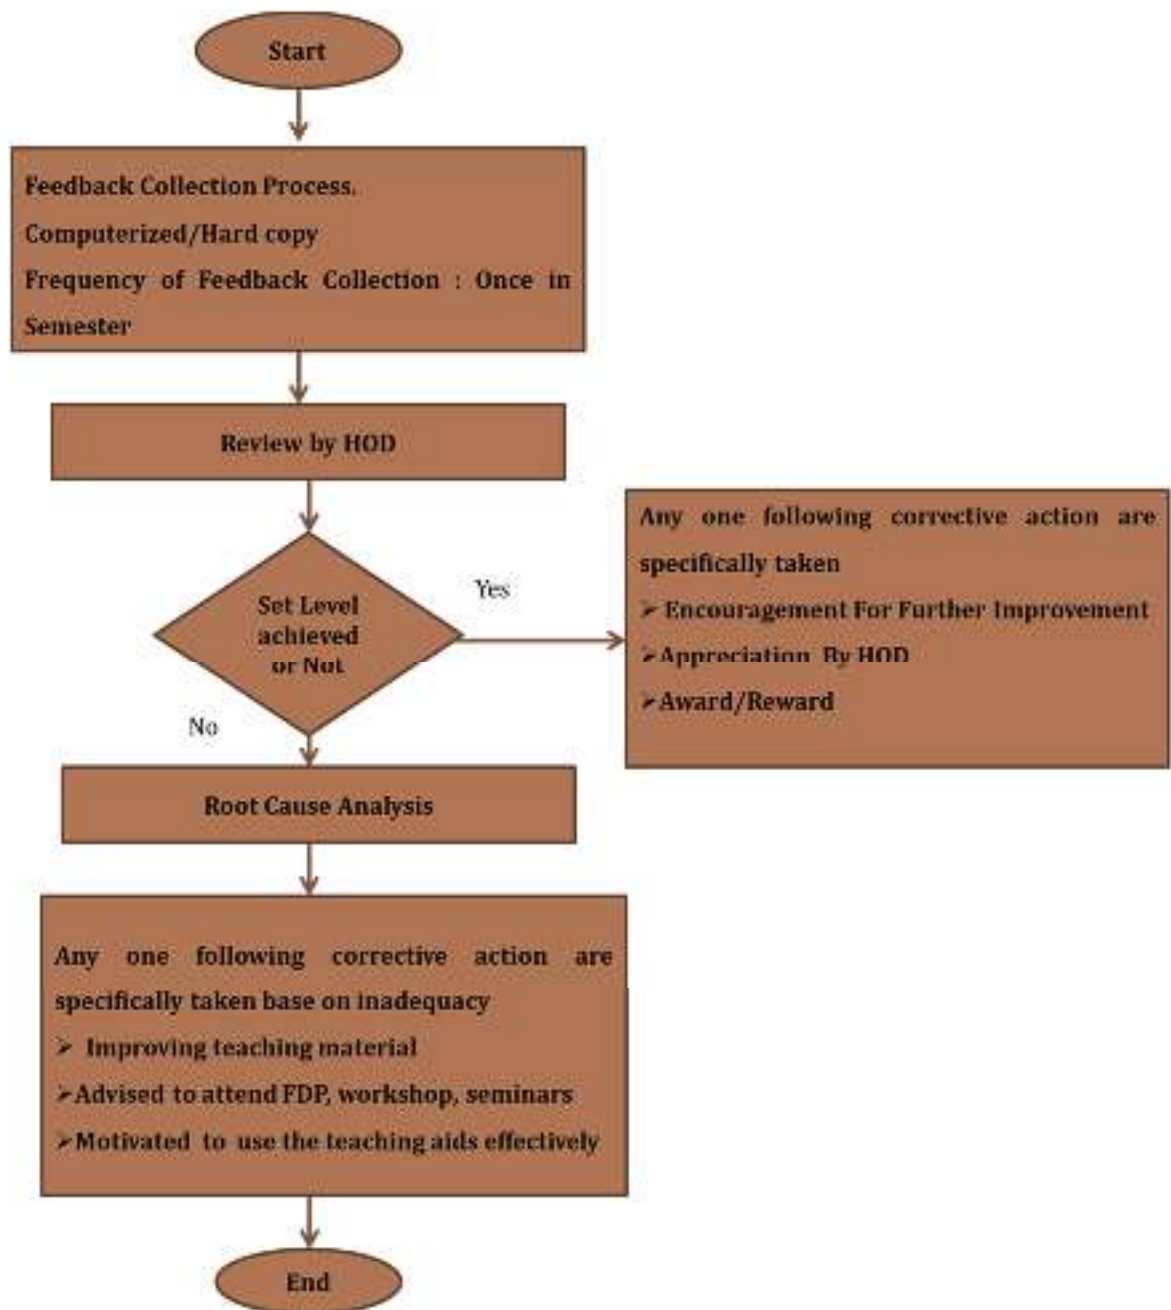 Start
Feedback Collection Process.
Computerized/Hard copy
Frequency of Feedback Collection : Once in
Semester
Review by HOD
Set Level
achieved
or Not
Yes
Any one following corrective action are
specifically taken
➢ Encouragement For Further Improvement
➢Appreciation By HOD
➢Award/Reward
No
Root Cause Analysis
Any one following corrective action are
specifically taken base on inadequacy
➢ Improving teaching material
➢Advised to attend FDP, workshop, seminars
➢Motivated to use the teaching aids effectively
End